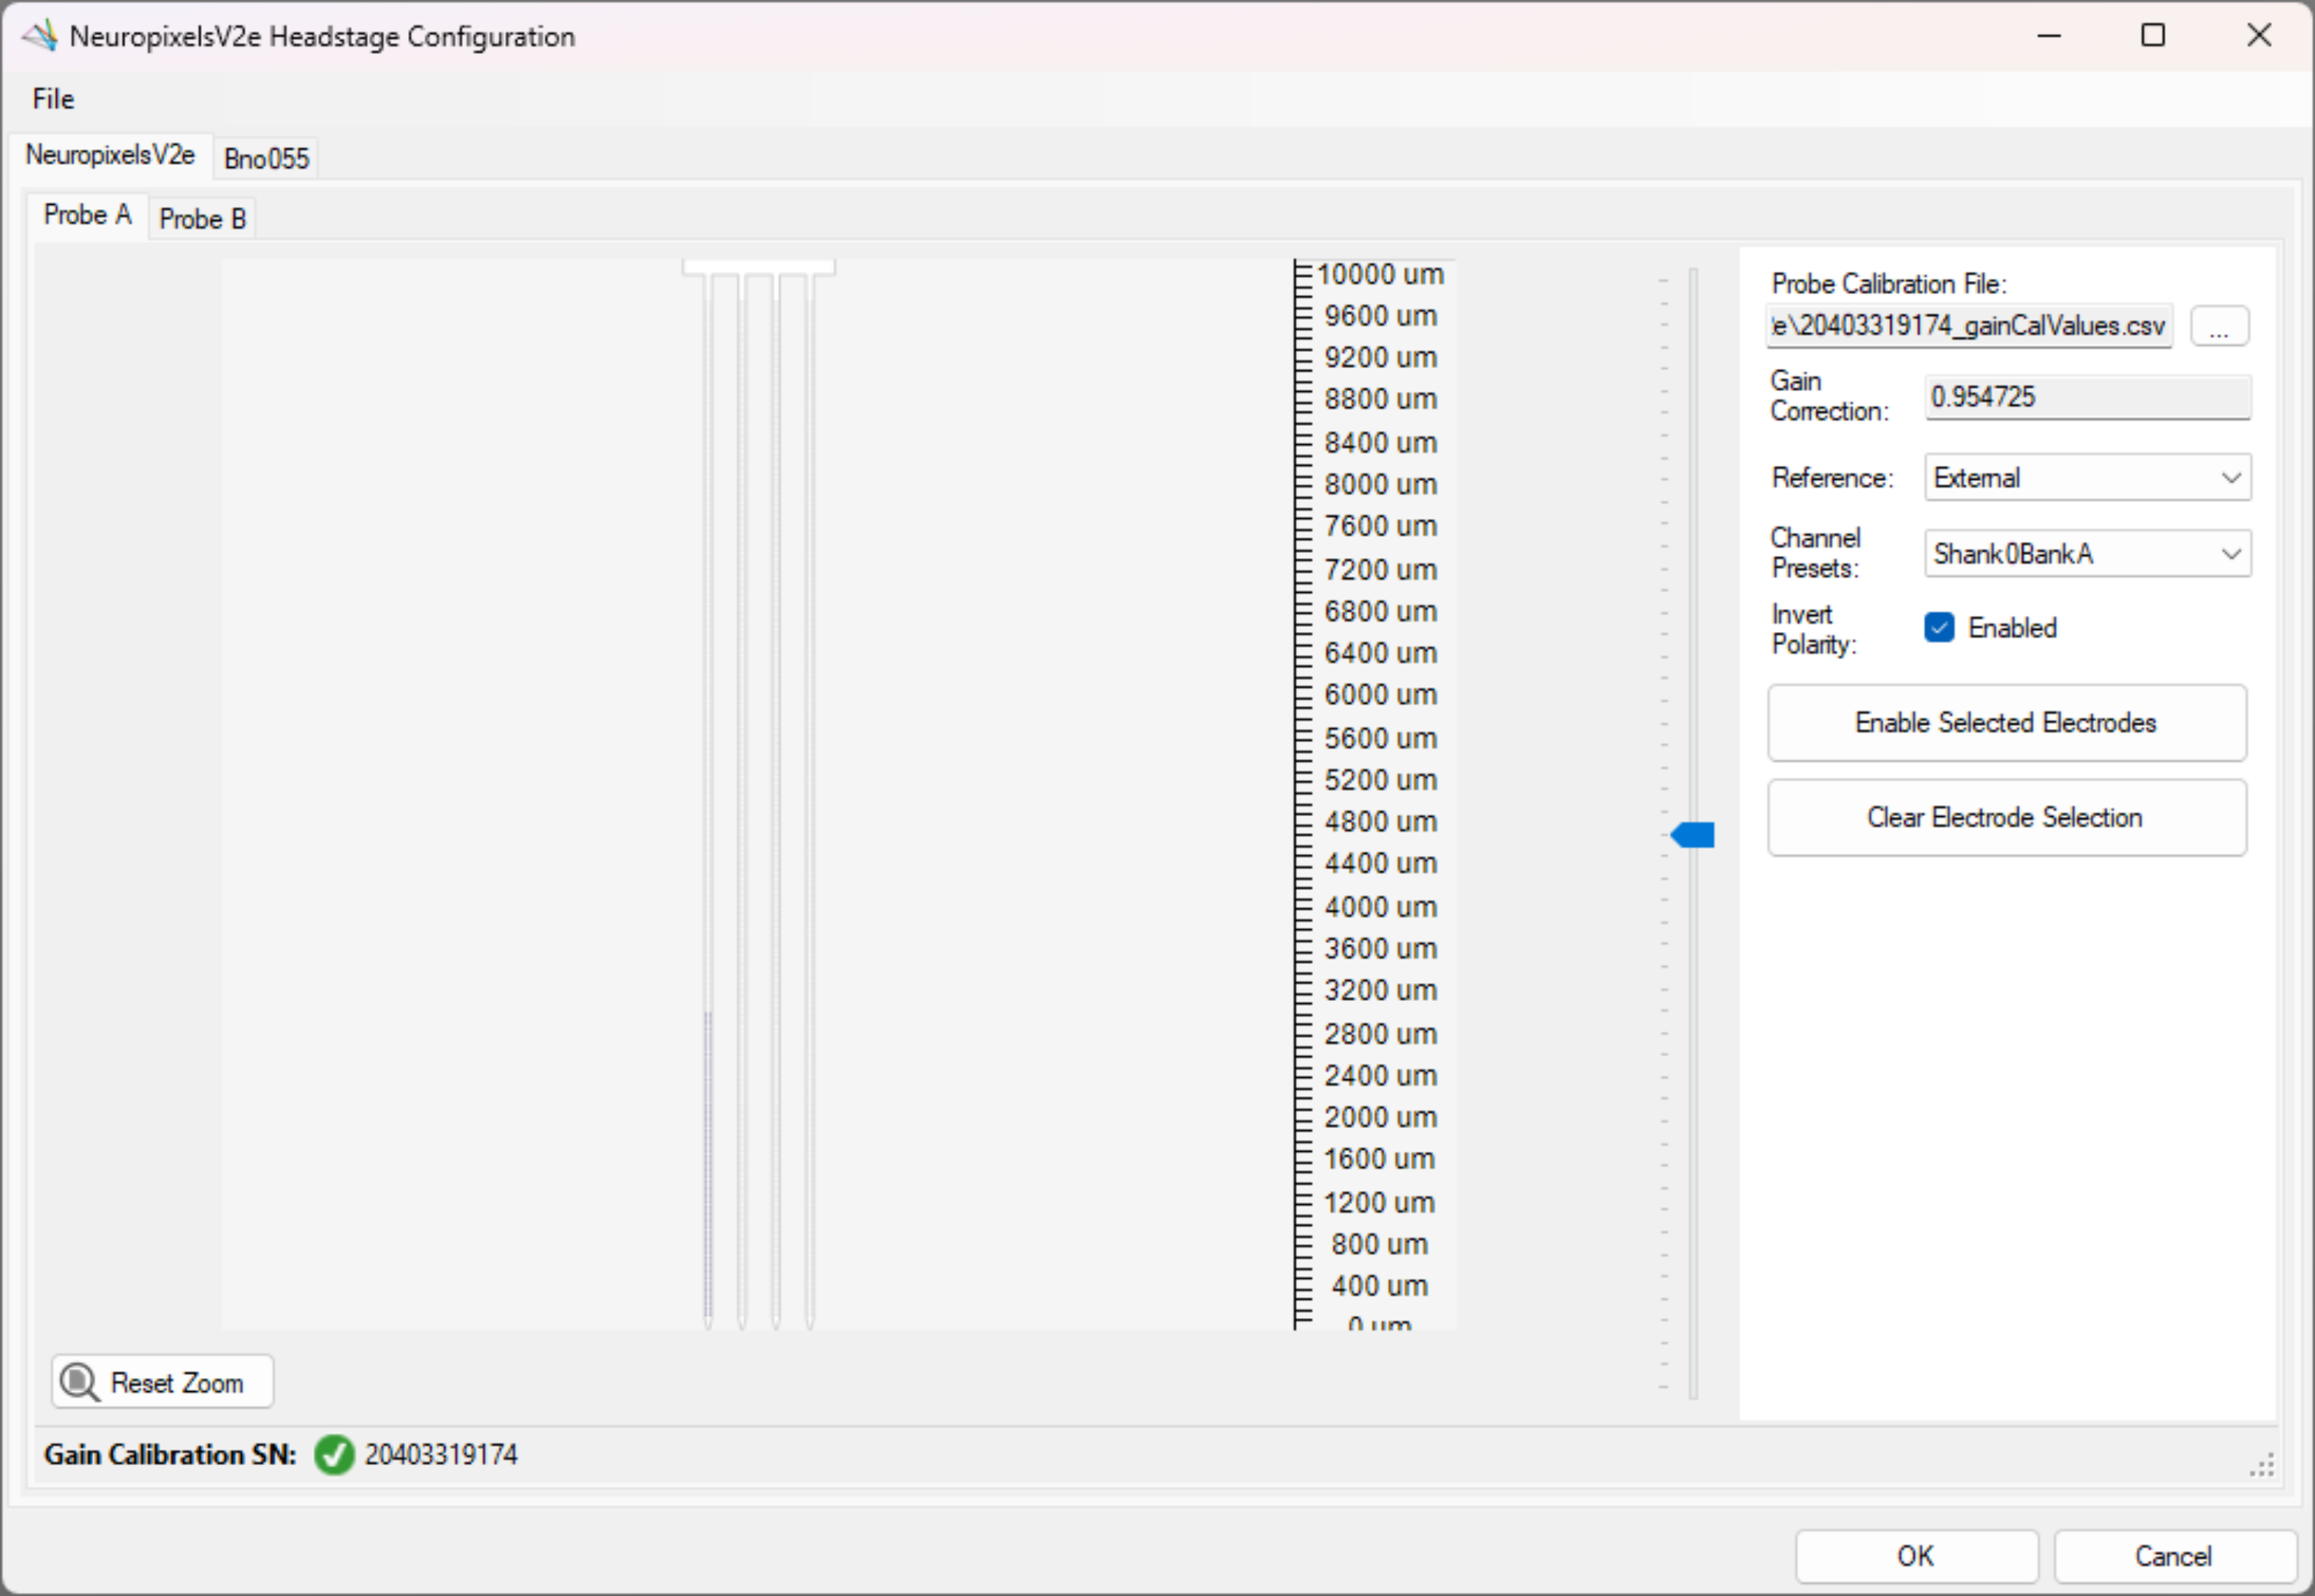 NeuropixelsV2e Headstage Configuration
File
NeuropixelsV2e Bno055
Probe A Probe B
10000 um
9600 um
9200 um
8800 um
8400 um
8000 um
7600 um
7200 um
6800 um
6400 um
6000 um
5600 um
5200 um
4800 um
4400 um
4000 um
3600 um
3200 um
2800 um
2400 um
2000 um
1600 um
1200 um
800 um
400 um
0 um
Probe Calibration File:
e\20403319174_gainCalValues.csv ...
Gain
Correction: 0.954725
Reference: External
Channel
Presets: Shank0BankA
Invert
Polarity: Enabled
Enable Selected Electrodes
Clear Electrode Selection
Reset Zoom
Gain Calibration SN: 20403319174
OK Cancel